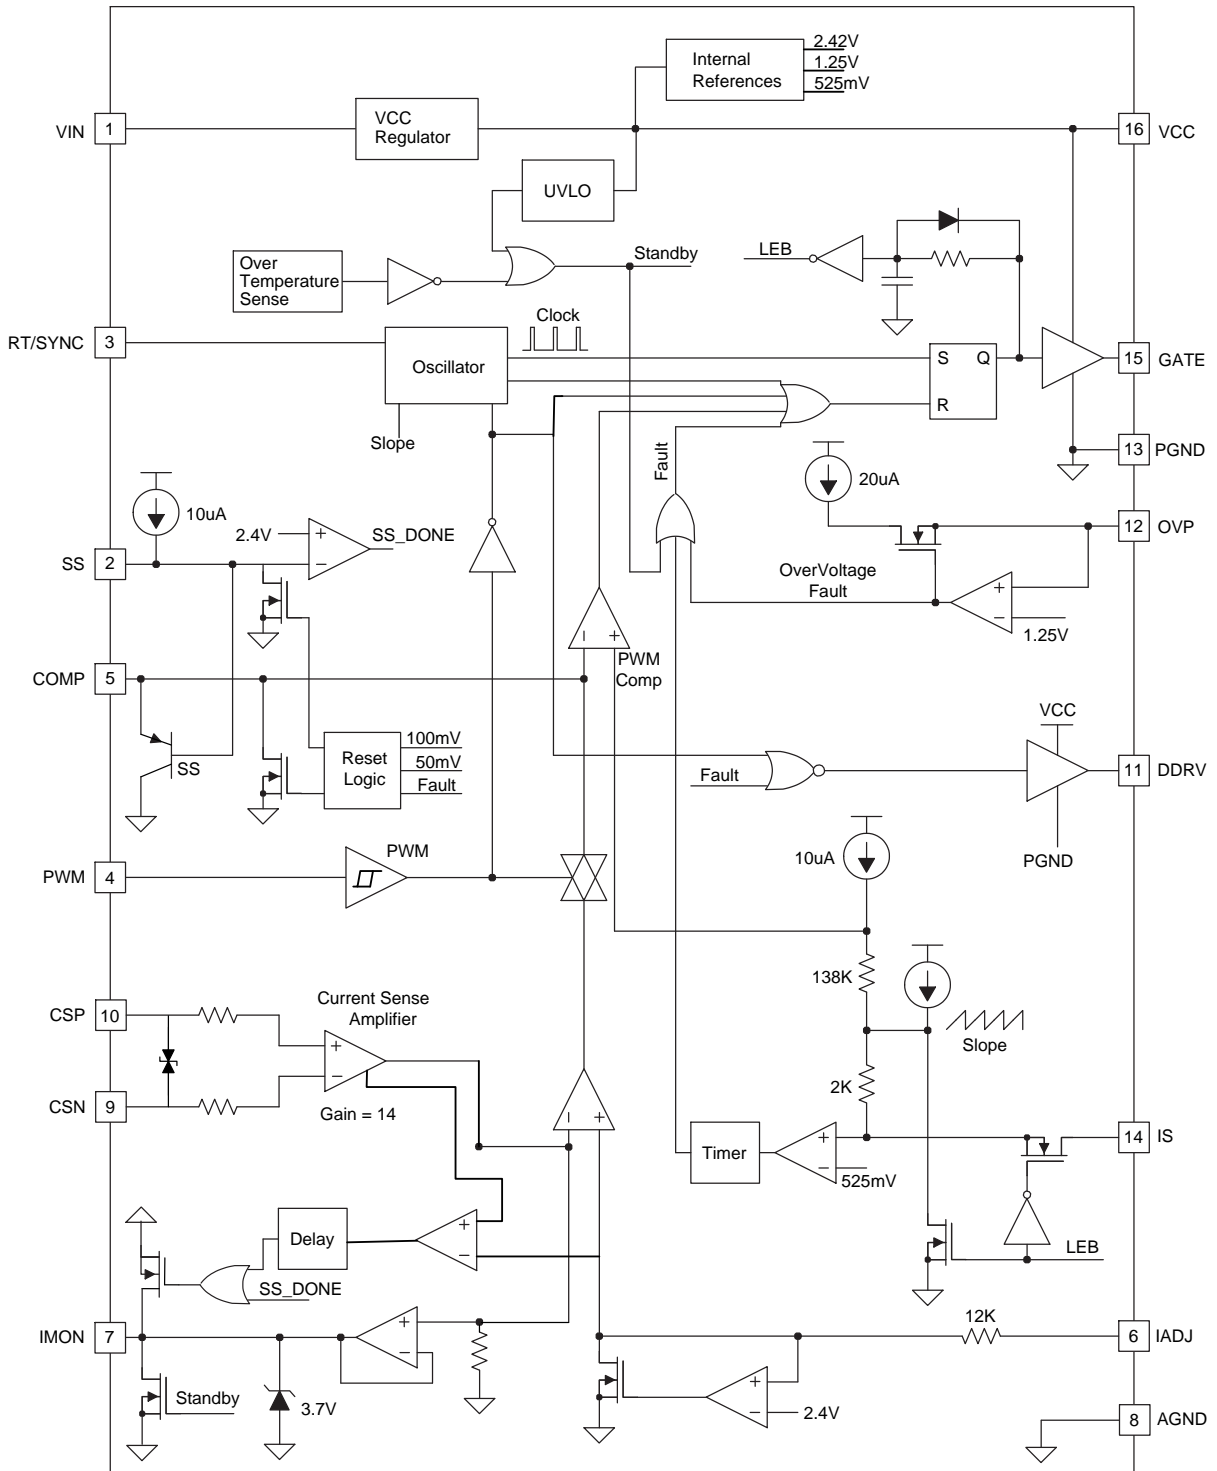 2.42V
Internal
References
1.25V
525mV
VIN
1
VCC
Regulator
16
VCC
UVLO
Over
Temperature
Sense
Standby
LEB
RT/SYNC
3
Clock
Oscillator
S
Q
R
15
GATE
Slope
Fault
13
PGND
10uA
20uA
2.4V
+
−
SS_DONE
12
OVP
SS
2
OverVoltage
Fault
+
−
1.25V
− +
PWM
Comp
COMP
5
VCC
SS
Reset
Logic
100mV
50mV
Fault
Fault
11
DDRV
PGND
PWM
4
PWM
10uA
138K
Slope
CSP
10
Current Sense
Amplifier
+
−
2K
CSN
9
Gain = 14
− +
Timer
+
−
525mV
14
IS
LEB
Delay
+
−
SS_DONE
IMON
7
+
−
12K
6
IADJ
Standby
3.7V
+
−
2.4V
8
AGND